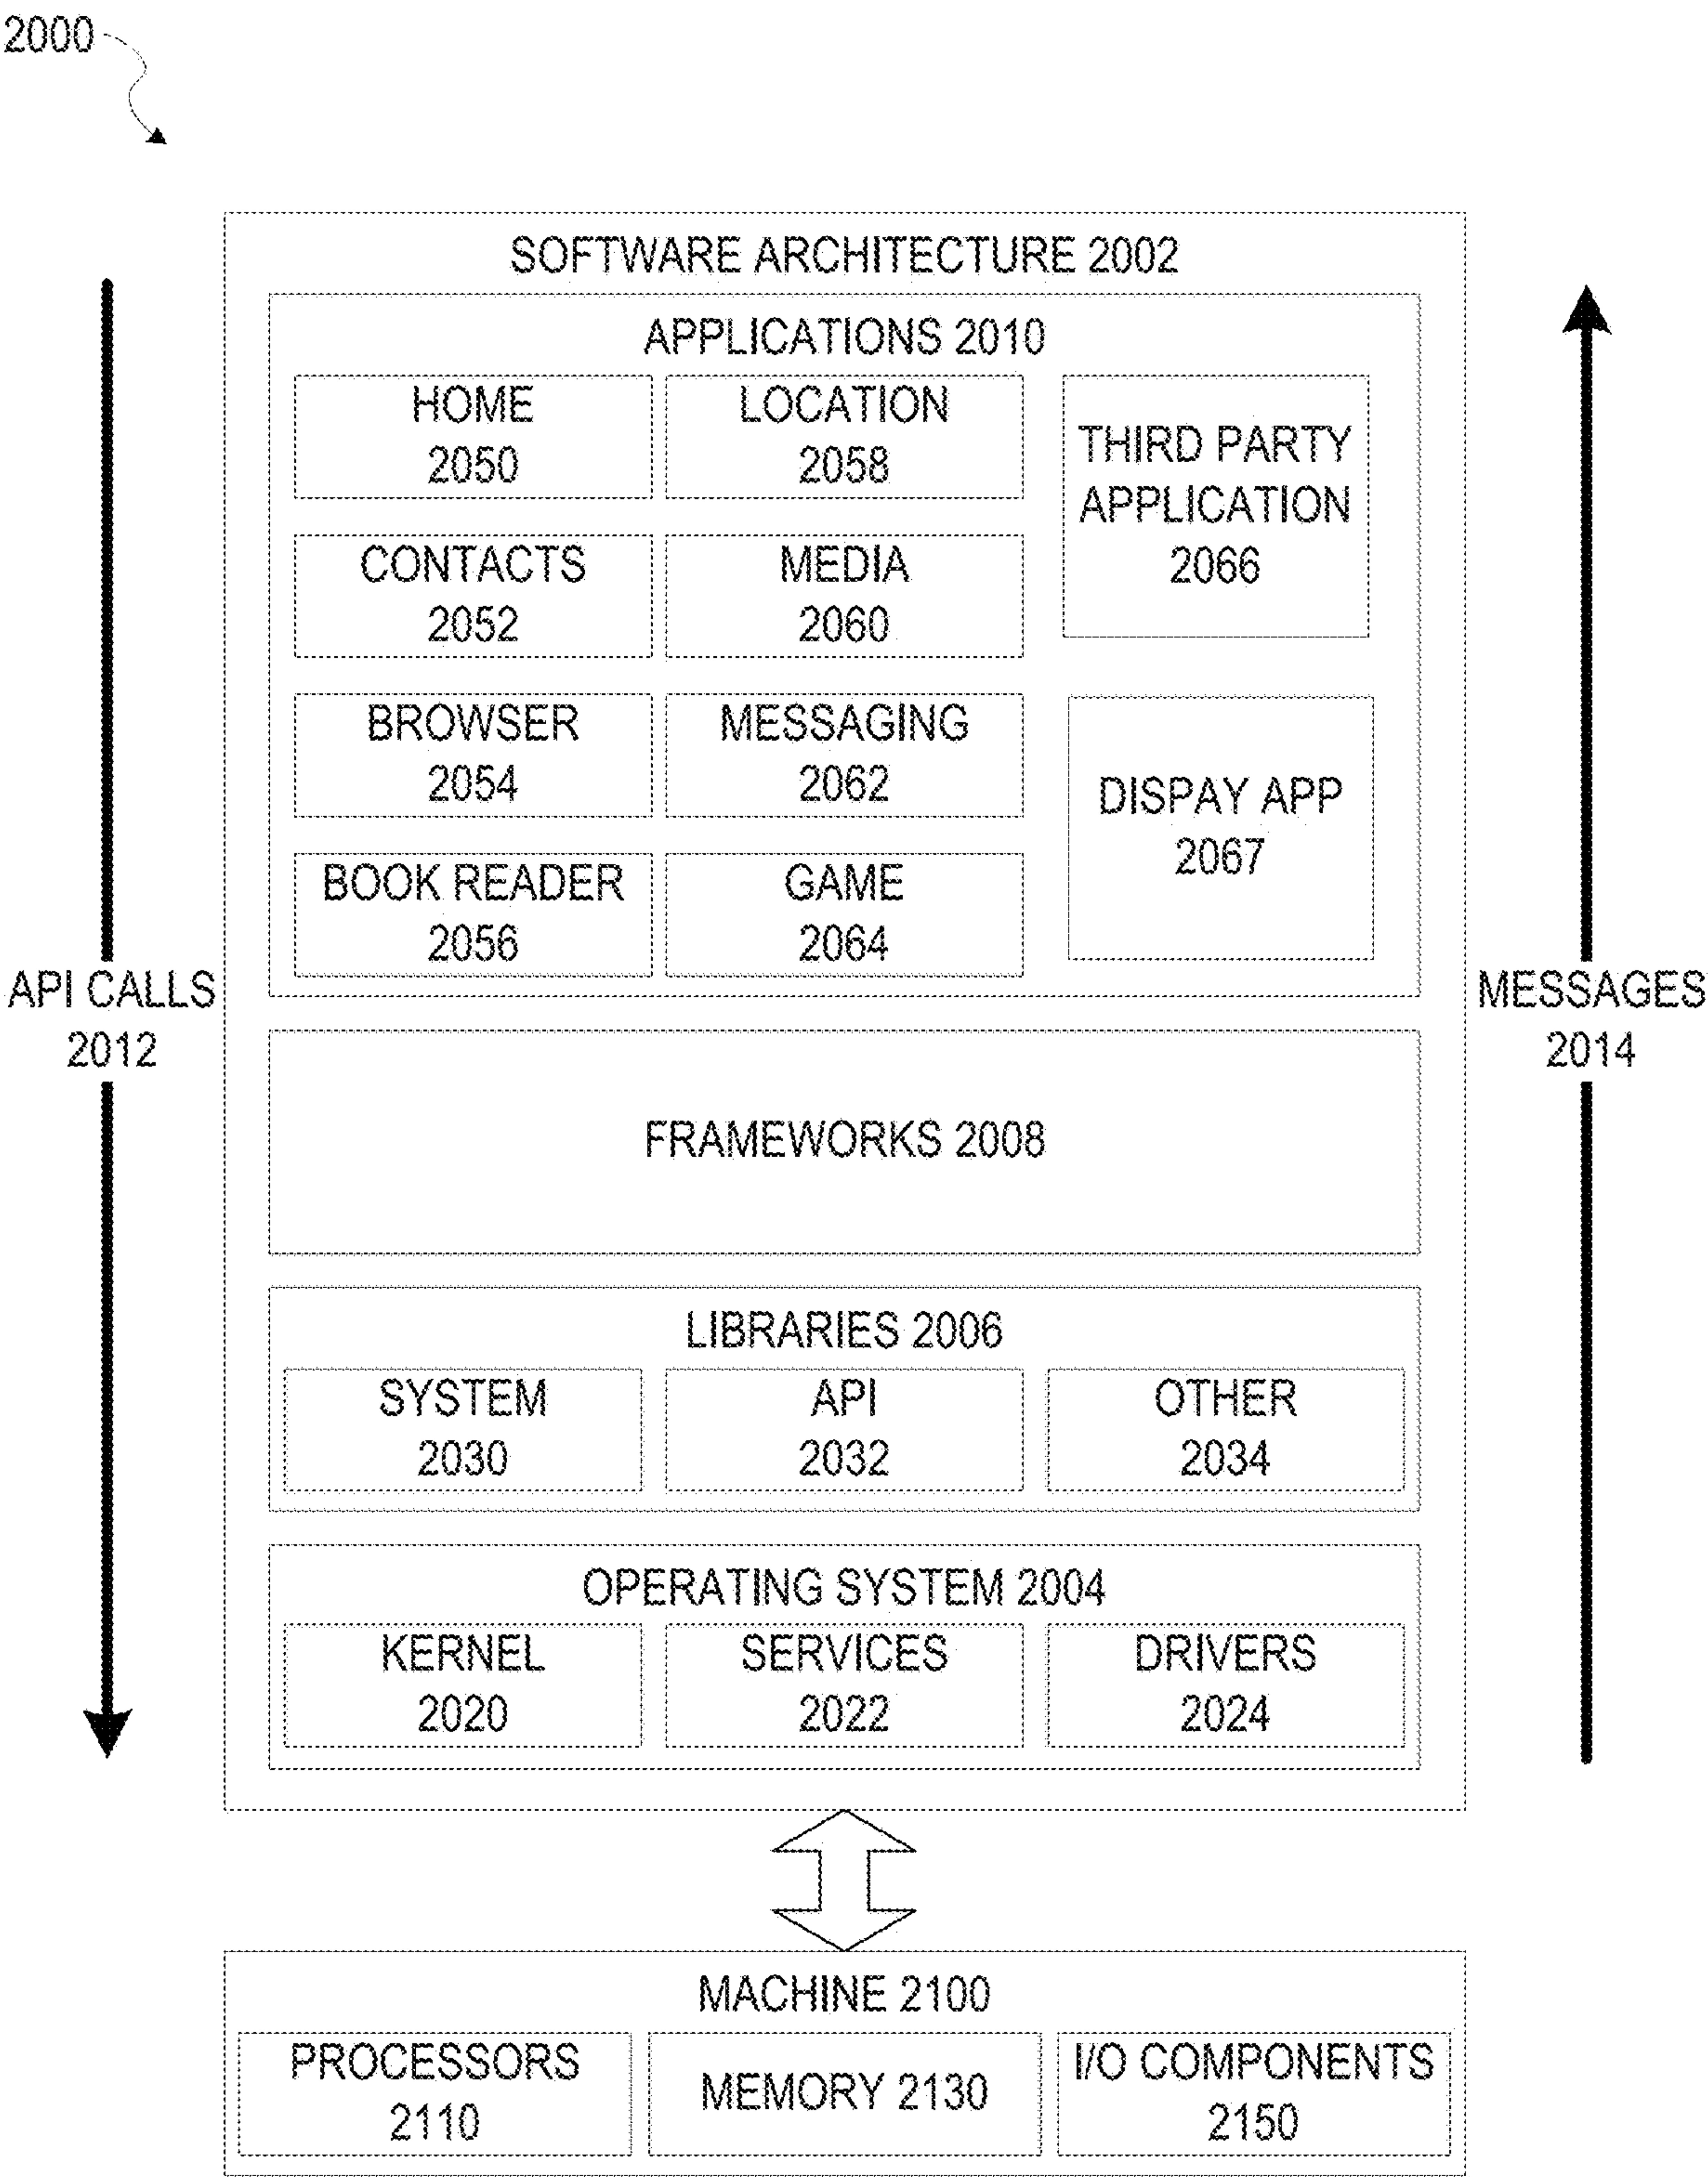 2000
SOFTWARE ARCHITECTURE 2002
APPLICATIONS 2010
HOME
2050
LOCATION
2058
THIRD PARTY
APPLICATION
2066
CONTACTS
2052
MEDIA
2060
BROWSER
2054
MESSAGING
2062
DISPAY APP
2067
BOOK READER
2056
GAME
2064
API CALLS
2012
MESSAGES
2014
FRAMEWORKS 2008
LIBRARIES 2006
SYSTEM
2030
API
2032
OTHER
2034
OPERATING SYSTEM 2004
KERNEL
2020
SERVICES
2022
DRIVERS
2024
MACHINE 2100
PROCESSORS
2110
MEMORY 2130
I/O COMPONENTS
2150